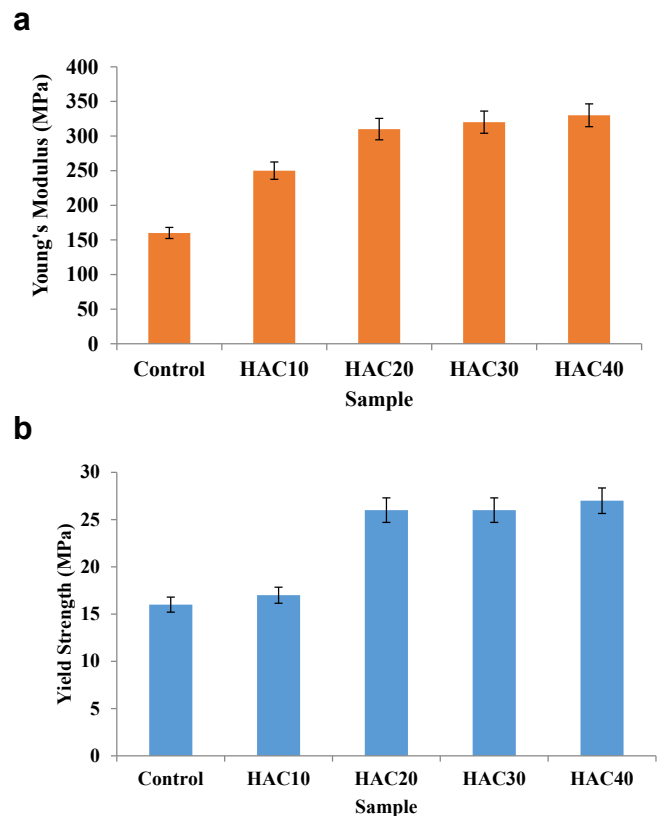 a
Young's Modulus (MPa)
400
350
300
250
200
150
100
50
0
Control HAC10 HAC20 HAC30 HAC40
Sample
b
Yield Strength (MPa)
30
25
20
15
10
5
0
Control HAC10 HAC20 HAC30 HAC40
Sample